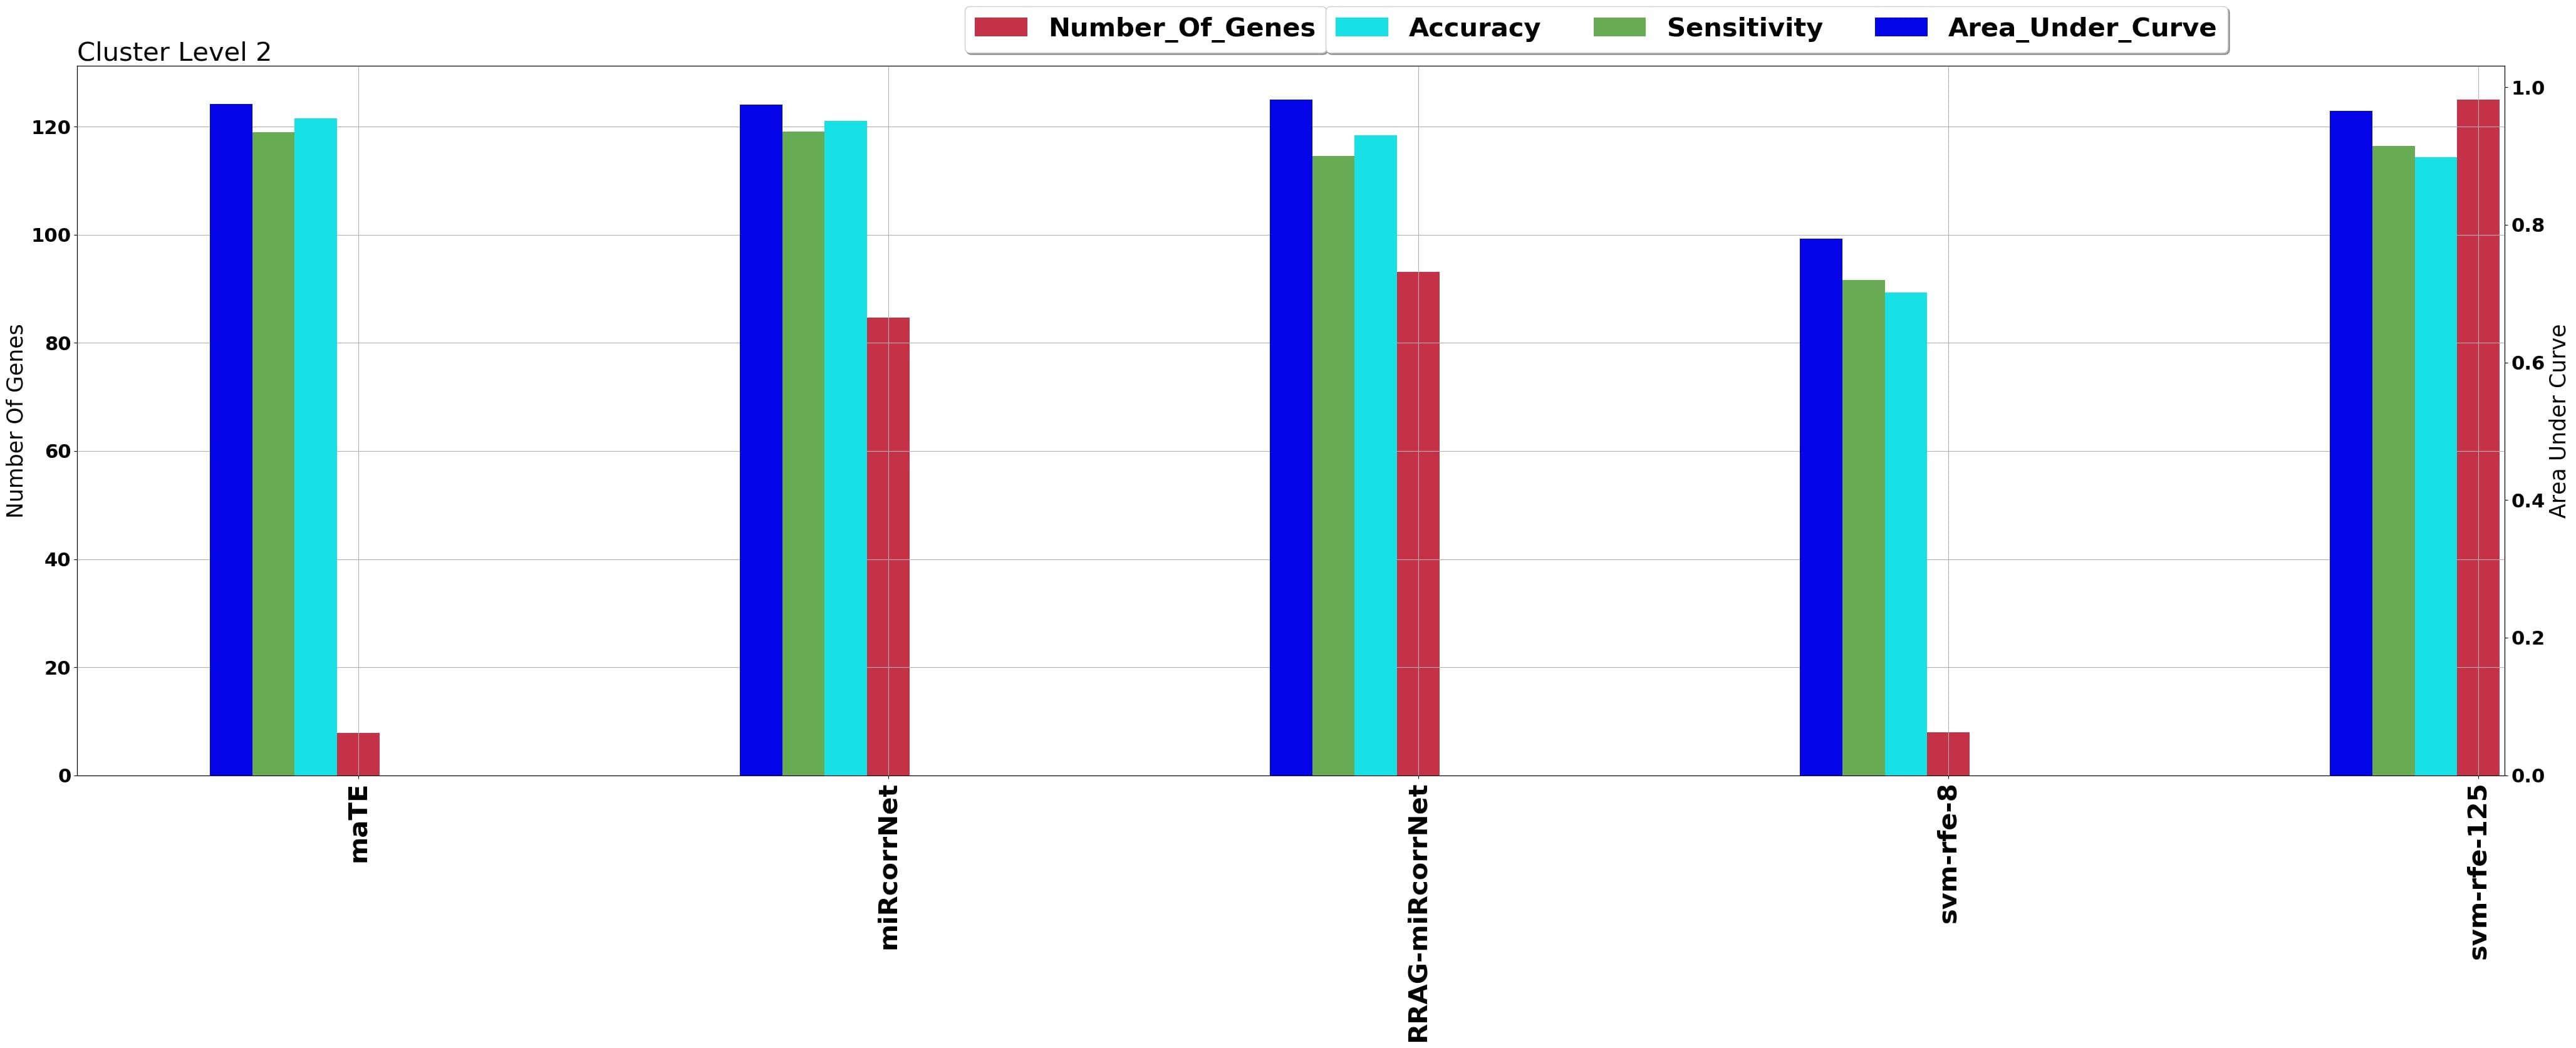 Number_Of_Genes Accuracy Sensitivity Area_Under_Curve
Cluster Level 2
120
100
80
60
40
20
0
Number Of Genes
1.0
0.8
0.6
0.4
0.2
0.0
Area Under Curve
maTE
miRcorrNet
RRAG-miRcorrNet
svm-rfe-8
svm-rfe-125